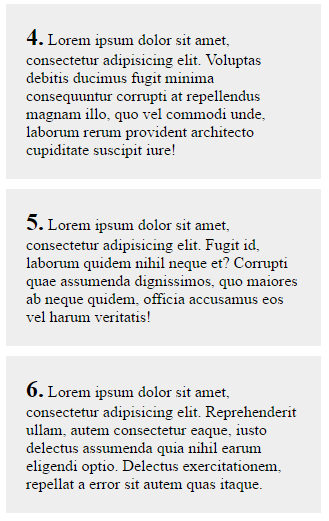 4. Lorem ipsum dolor sit amet,
consectetur adipisicing elit. Voluptas
debitis ducimus fugit minima
consequuntur corrupti at repellendus
magnam illo, quo vel commodi unde,
laborum rerum provident architecto
cupiditate suscipit iure!
5. Lorem ipsum dolor sit amet,
consectetur adipisicing elit. Fugit id,
laborum quidem nihil neque et? Corrupti
quae assumenda dignissimos, quo maiores
ab neque quidem, officia accusamus eos
vel harum veritatis!
6. Lorem ipsum dolor sit amet,
consectetur adipisicing elit. Reprehenderit
ullam, autem consectetur eaque, iusto
delectus assumenda quia nihil earum
eligendi optio. Delectus exercitationem,
repellat a error sit autem quas itaque.